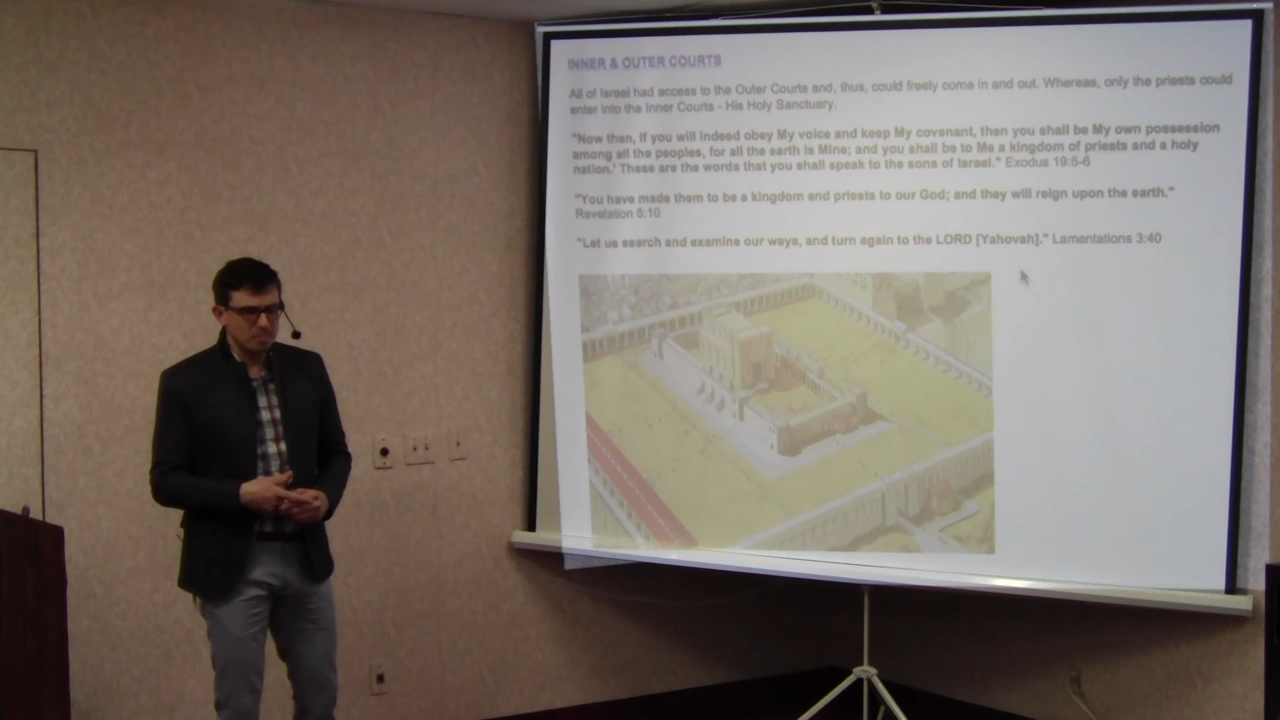 INNER & OUTER COURTS
All of Israel had access to the Outer Courts and, thus, could freely come in and out. Whereas, only the priests could
enter into the Inner Courts - His Holy Sanctuary.
"Now then, if you will indeed obey My voice and keep My covenant, then you shall be My own possession
among all the peoples, for all the earth is Mine; and you shall be to Me a kingdom of priests and a holy
nation.' These are the words that you shall speak to the sons of Israel." Exodus 19:5-6
"You have made them to be a kingdom and priests to our God; and they will reign upon the earth."
Revelation 5:10
"Let us search and examine our ways, and turn again to the LORD [Yahovah]." Lamentations 3:40